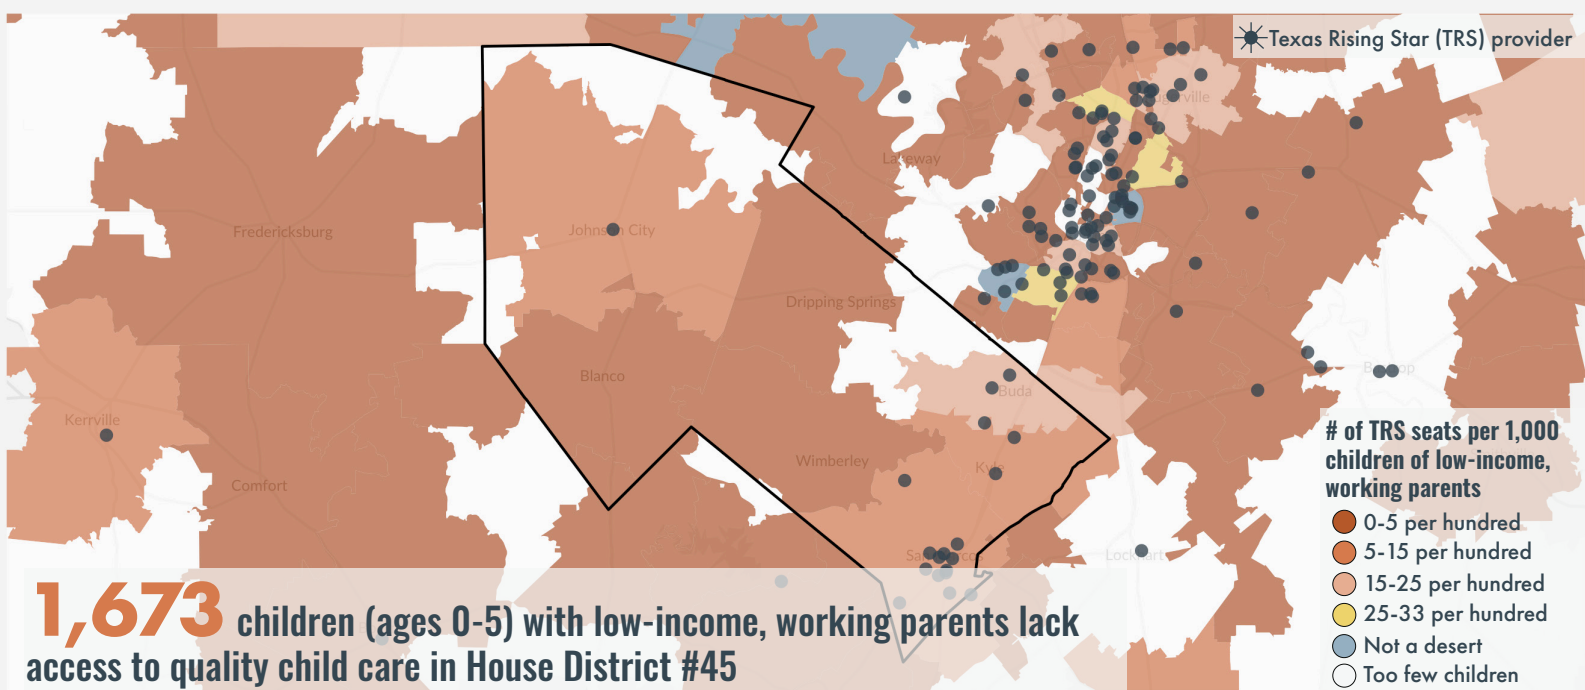 Texas Rising Star (TRS) provider
Lakeway
Fredericksburg
Johnson City
Dripping Springs
Blanco
Buda
Kerrville
Wimberley
Kyle
Comfort
Lockhart
# of TRS seats per 1,000
children of low-income,
working parents
0-5 per hundred
5-15 per hundred
15-25 per hundred
25-33 per hundred
Not a desert
Too few children
1,673 children (ages 0-5) with low-income, working parents lack
access to quality child care in House District #45